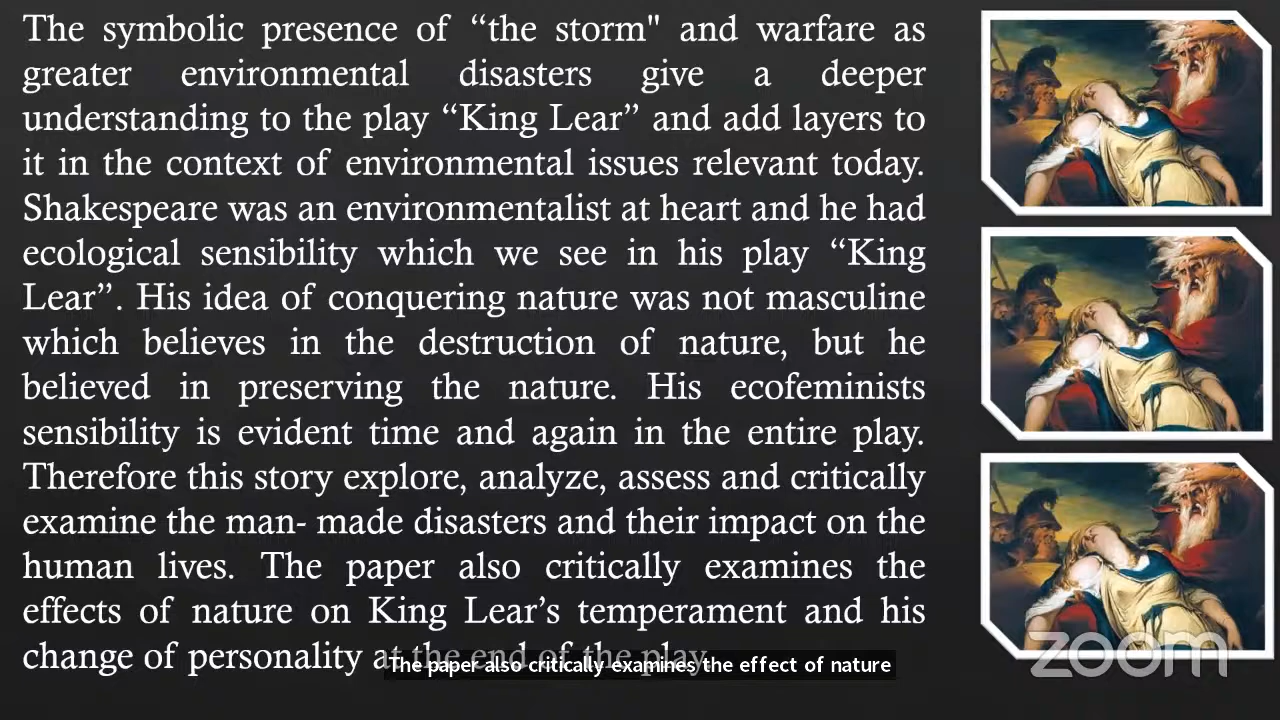 The symbolic presence of “the storm" and warfare as
greater environmental disasters give a deeper
understanding to the play “King Lear” and add layers to
it in the context of environmental issues relevant today.
Shakespeare was an environmentalist at heart and he had
ecological sensibility which we see in his play “King
Lear”. His idea of conquering nature was not masculine
which believes in the destruction of nature, but he
believed in preserving the nature. His ecofeminists
sensibility is evident time and again in the entire play.
Therefore this story explore, analyze, assess and critically
examine the man- made disasters and their impact on the
human lives. The paper also critically examines the
effects of nature on King Lear’s temperament and his
change of personality at the end of the play
The paper also critically examines the effect of nature
zoom